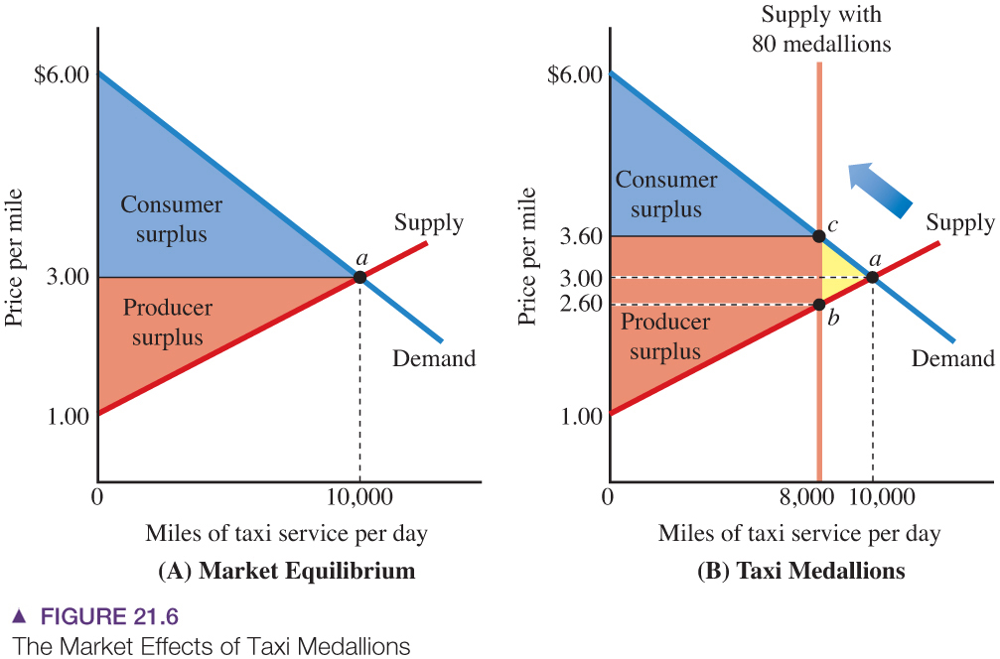 $6.00
3.00
1.00
0
10,000
Price per mile
Consumer
surplus
Producer
surplus
a
Supply
Demand
Miles of taxi service per day
(A) Market Equilibrium
Supply with
80 medallions
$6.00
3.60
3.00
2.60
1.00
0
8,000
10,000
Price per mile
Consumer
surplus
Producer
surplus
c
a
b
Supply
Demand
Miles of taxi service per day
(B) Taxi Medallions
▲ FIGURE 21.6
The Market Effects of Taxi Medallions